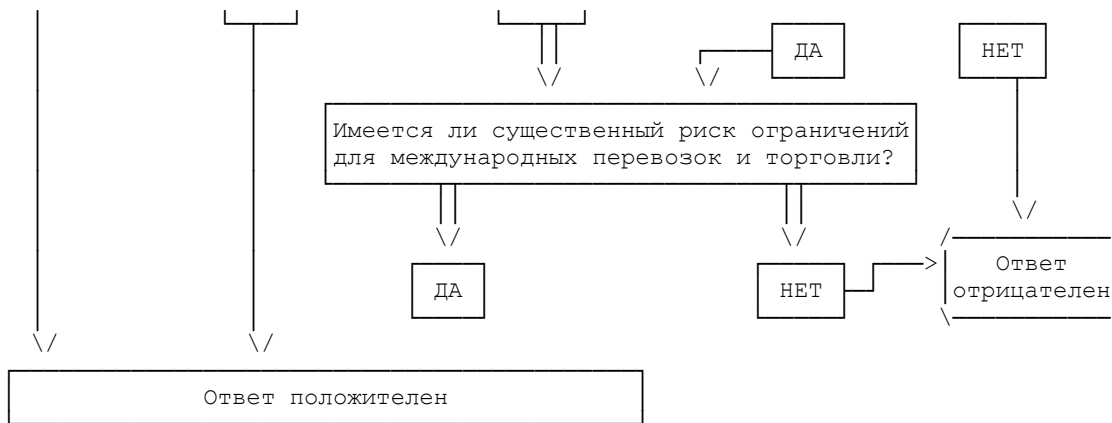 ДА
НЕТ
Имеется ли существенный риск ограничений
для международных перевозок и торговли?
ДА
НЕТ
Ответ
отрицателен
Ответ положителен